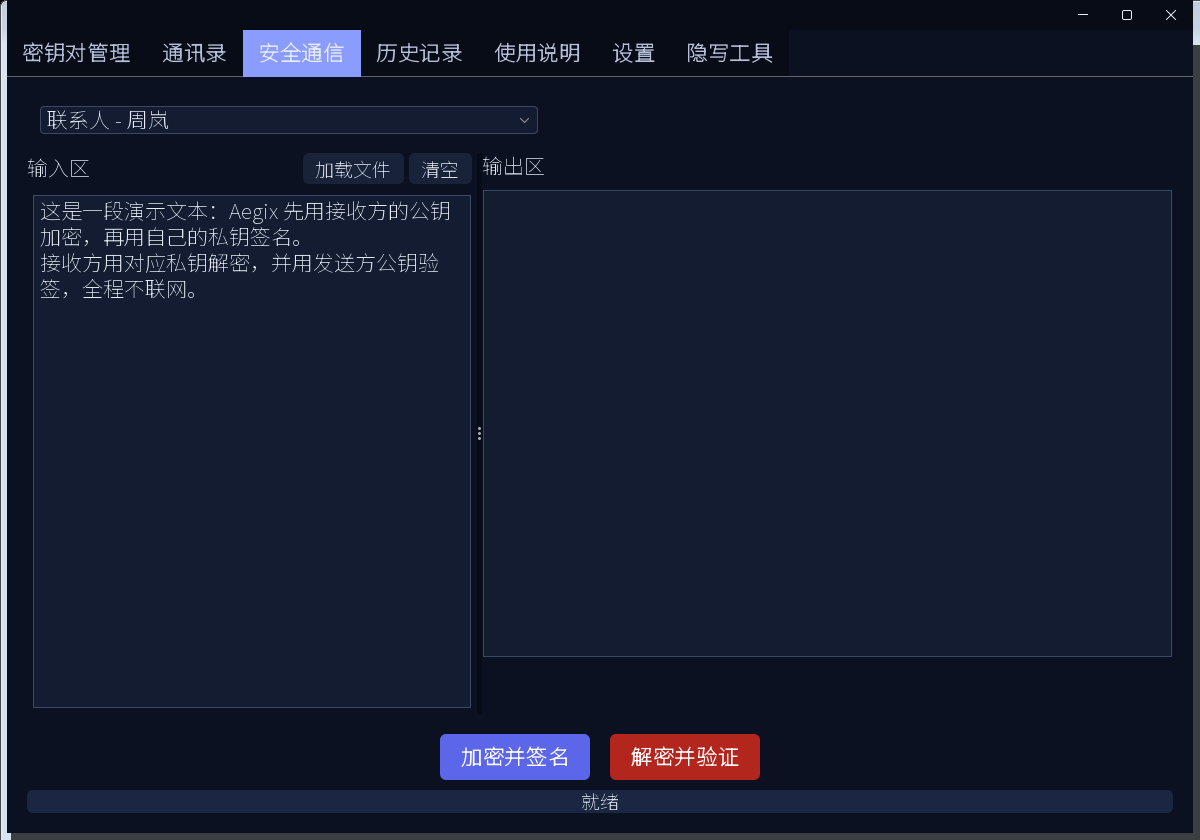 密钥对管理 通讯录 安全通信 历史记录 使用说明 设置 隐写工具
联系人 - 周岚
输入区 加载文件 清空 输出区
这是一段演示文本：Aegix 先用接收方的公钥
加密，再用自己的私钥签名。
接收方用对应私钥解密，并用发送方公钥验
签，全程不联网。
加密并签名 解密并验证
就绪